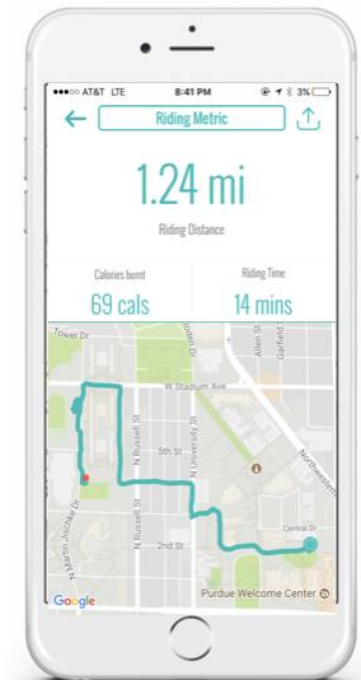 AT&T LTE 8:41 PM 3%
Riding Metric
1.24 mi
Riding Distance
Calories burnt
Riding Time
69 cals
14 mins
Tower Dr
Allen St
Garfield
W Stadium Ave
N Russell St
N University St
5th St
Northwestern
N Martin Jischke Dr
N Russell St
Central Dr
2nd St
Purdue Welcome Center
Google